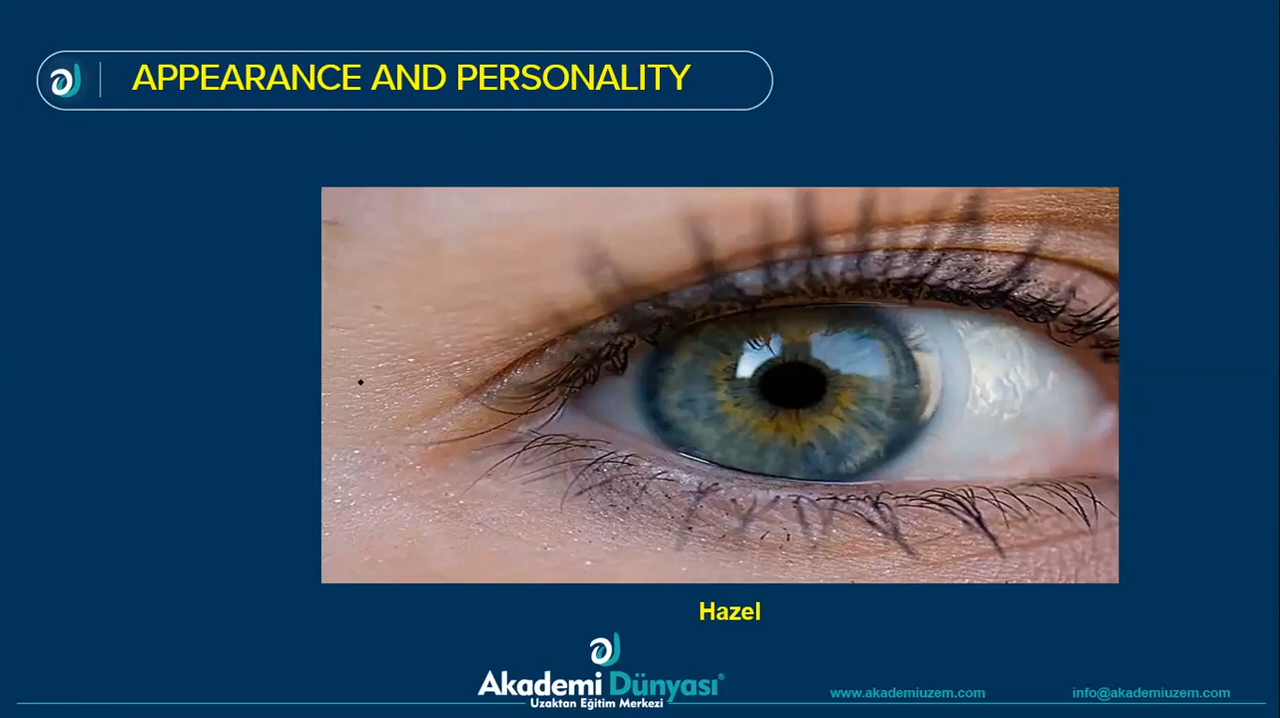 APPEARANCE AND PERSONALITY
Hazel
Akademi Dünyası®
Uzaktan Eğitim Merkezi
www.akademiuzem.com
info@akademiuzem.com